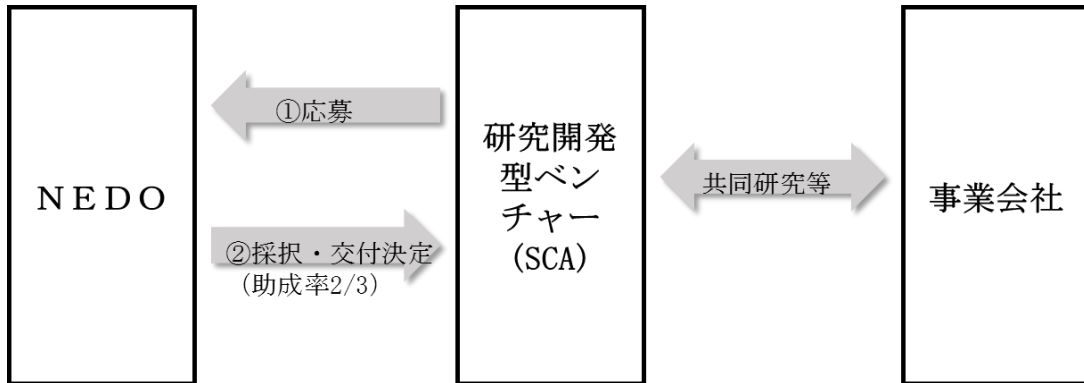 NEDO
①応募
②採択・交付決定
(助成率2/3)
研究開発
型ベン
チャー
(SCA)
共同研究等
事業会社